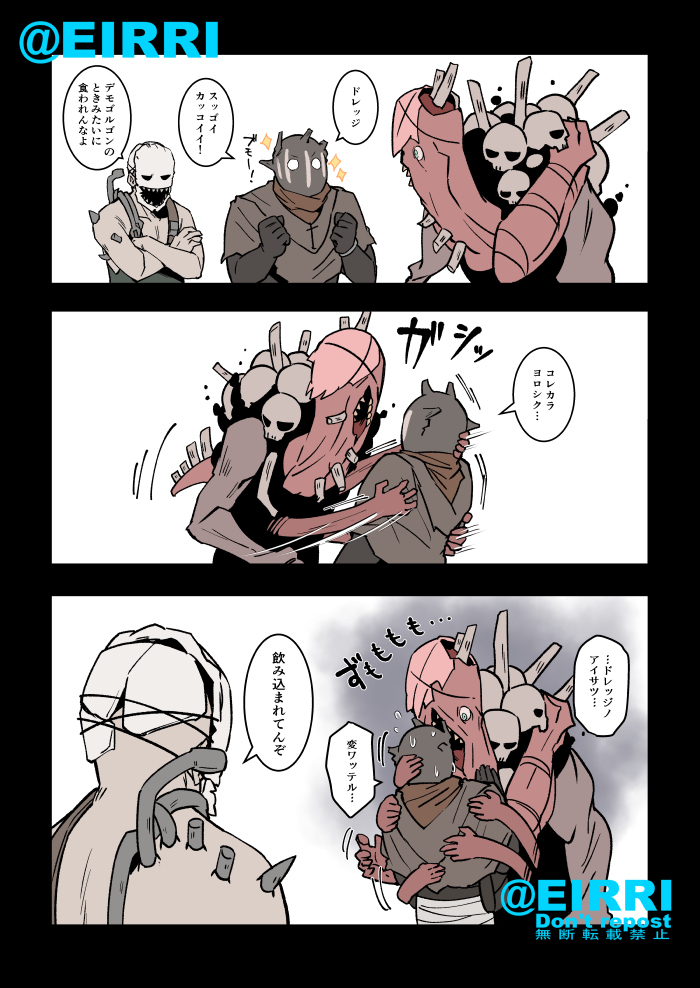 @EIRRI
ドレッジ
スッゴイ
カッコイイ!
ブモー!
デモゴルゴンの
ときみたいに
食われんなよ
ガシッ
コレカラ
ヨロシク…
…ドレッジノ
アイサツ…
ずももも…
変ワッテル…
飲み込まれてんぞ
@EIRRI
Don't repost
無断転載禁止